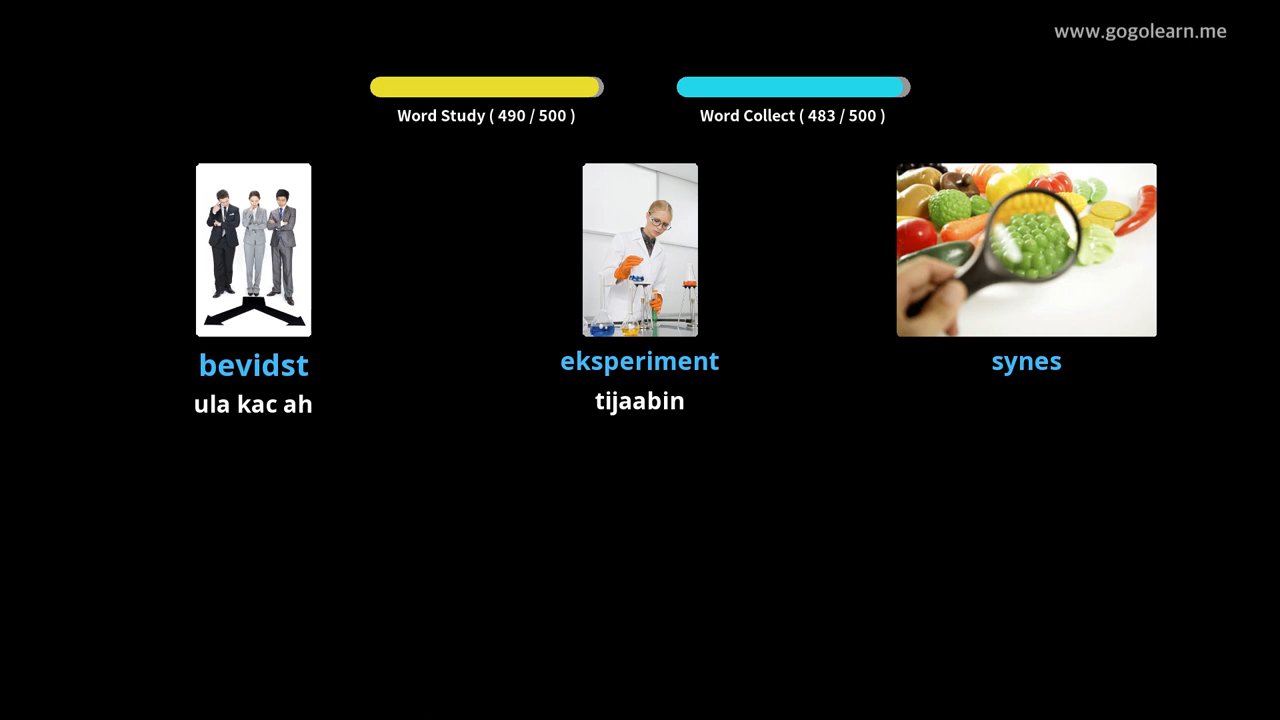 www.gogolearn.me
Word Study ( 490 / 500 )
Word Collect ( 483 / 500 )
bevidst
eksperiment
synes
ula kac ah
tijaabin